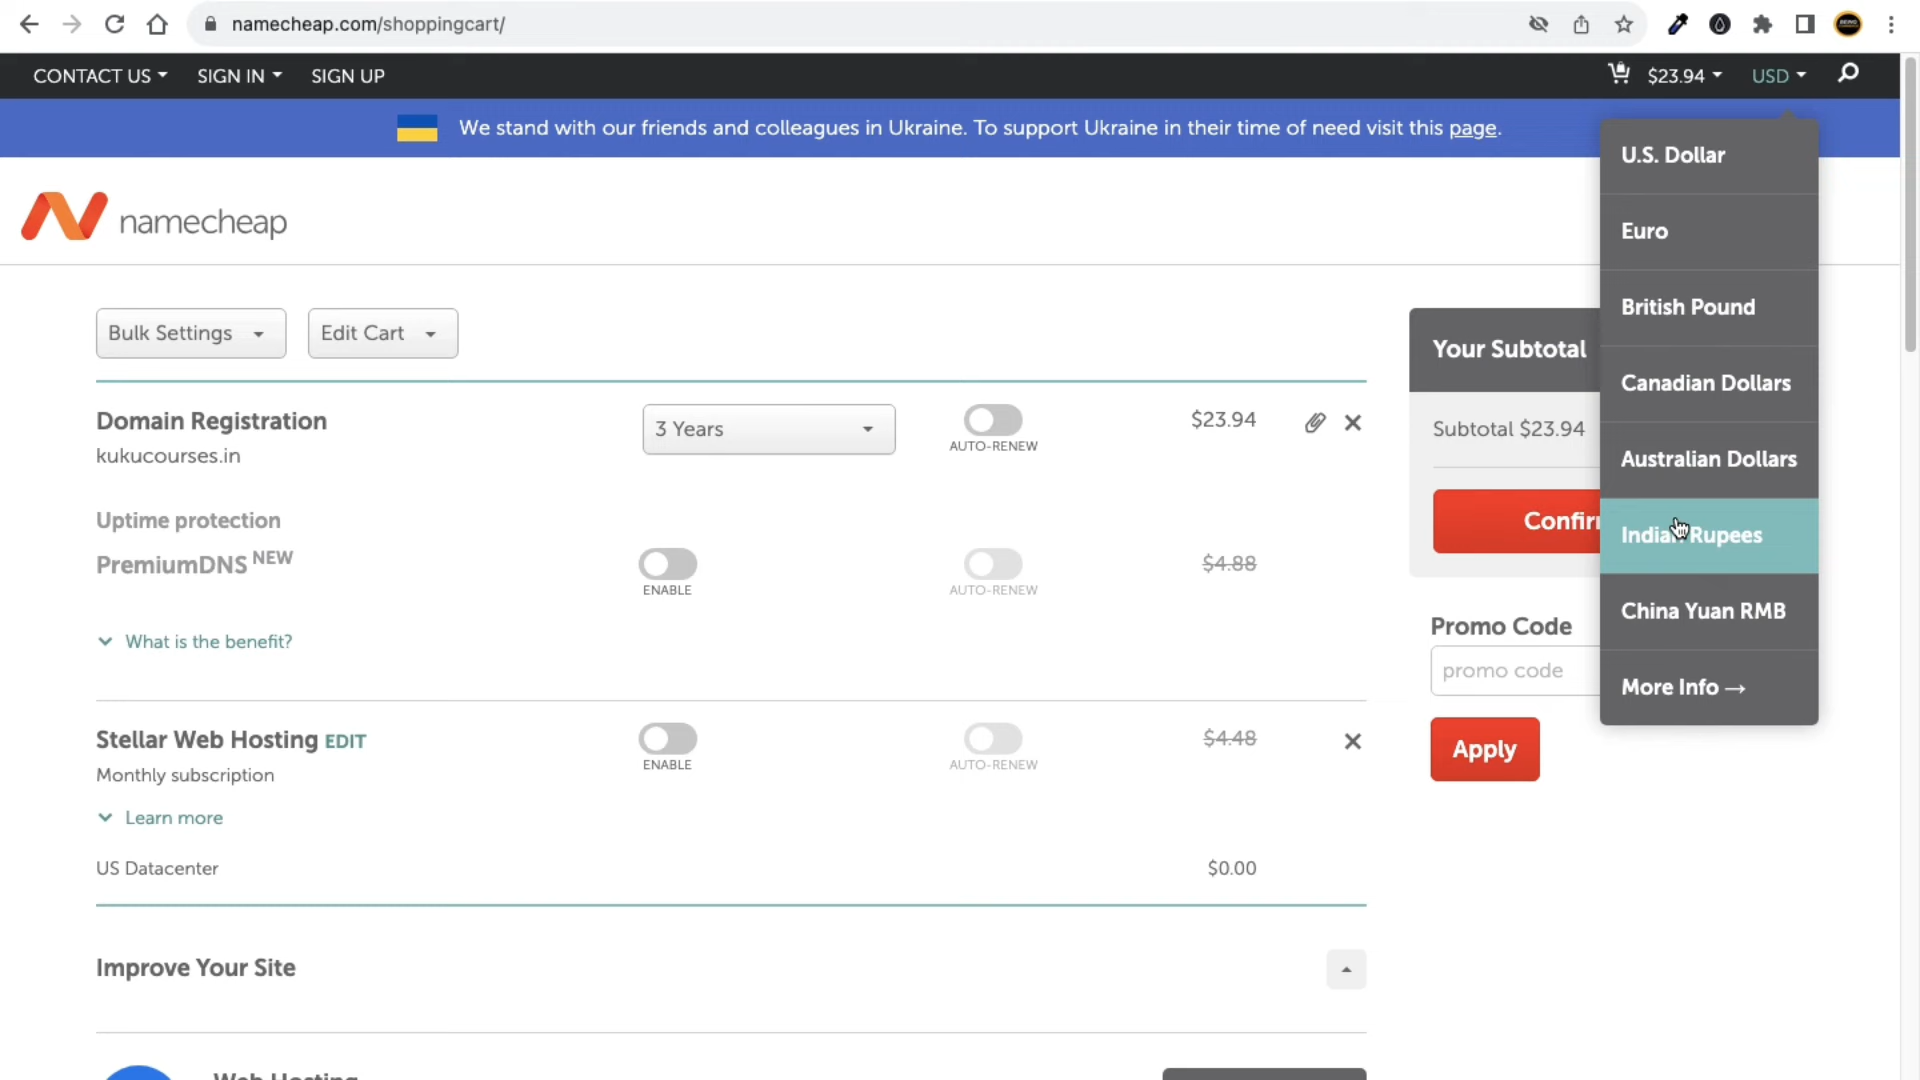 namecheap.com/shoppingcart/
CONTACT US SIGN IN SIGN UP $23.94 USD
We stand with our friends and colleagues in Ukraine. To support Ukraine in their time of need visit this page.
namecheap
U.S. Dollar
Euro
British Pound
Canadian Dollars
Australian Dollars
Indian Rupees
China Yuan RMB
More Info →
Bulk Settings Edit Cart
Domain Registration 3 Years AUTO-RENEW $23.94
kukucourses.in
Uptime protection
PremiumDNS NEW ENABLE AUTO-RENEW $4.88
What is the benefit?
Stellar Web Hosting EDIT ENABLE AUTO-RENEW $4.48
Monthly subscription
Learn more
US Datacenter $0.00
Improve Your Site
Web Hosting
Your Subtotal
Subtotal $23.94
Confir
Promo Code
promo code
Apply